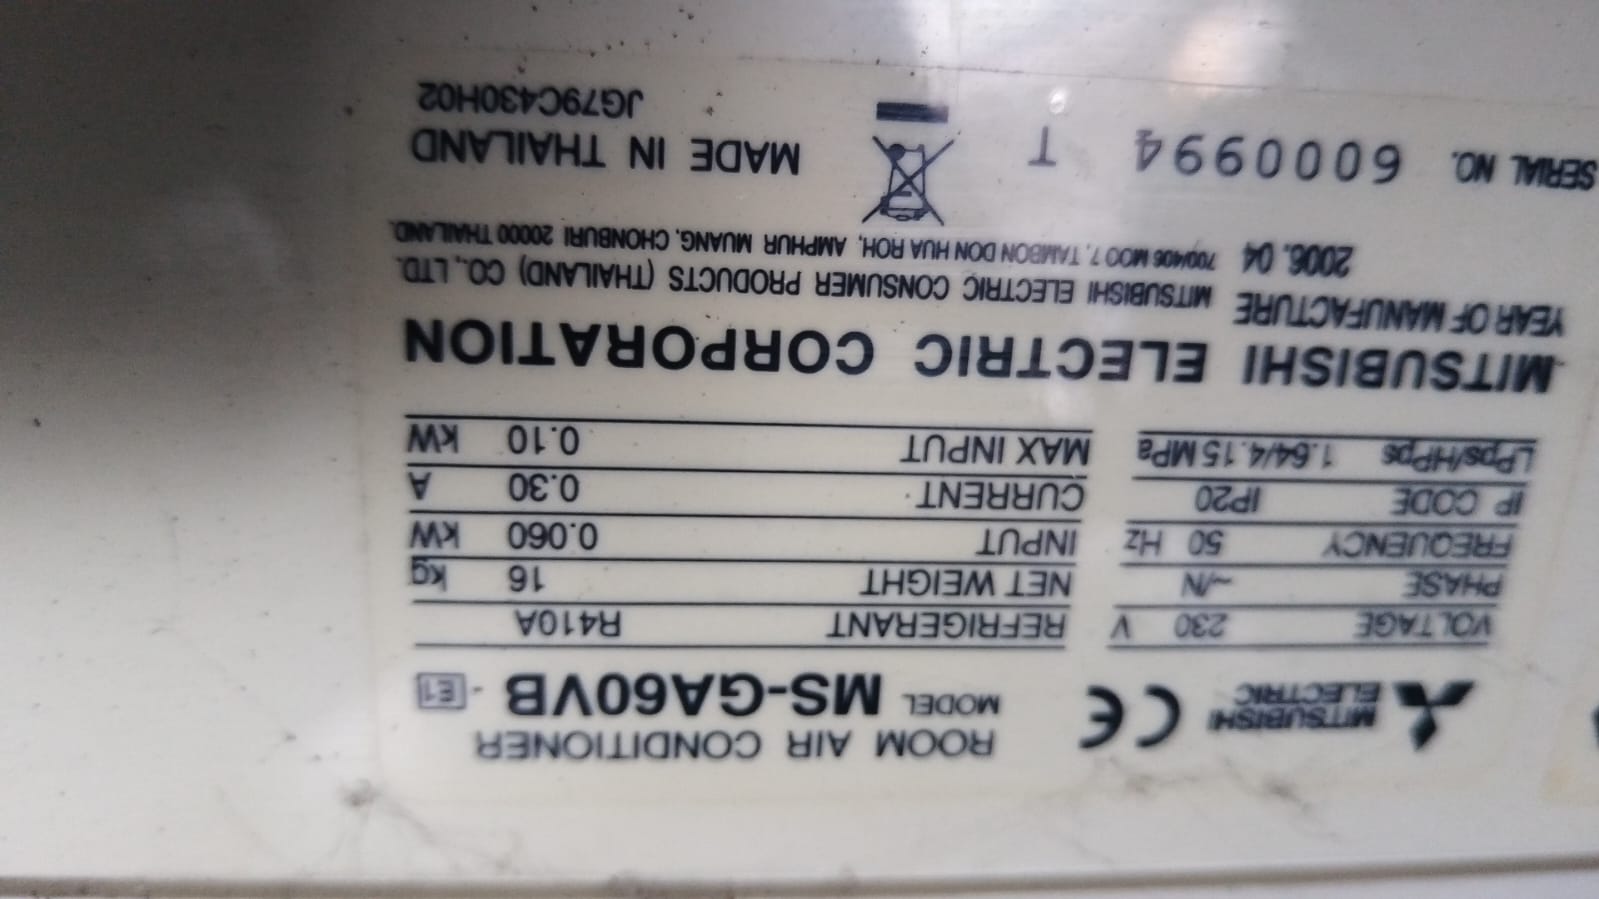 MITSUBISHI
ELECTRIC
CE
ROOM AIR CONDITIONER
MODEL MS-GA60VB - E1
VOLTAGE 230 V
PHASE ~/N
FREQUENCY 50 Hz
IP CODE IP20
LPps/HPps 1.64/4.15 MPa
REFRIGERANT R410A
NET WEIGHT 16 kg
INPUT 0.060 kW
CURRENT 0.30 A
MAX INPUT 0.10 kW
MITSUBISHI ELECTRIC CORPORATION
YEAR OF MANUFACTURE
2006. 04
MITSUBISHI ELECTRIC CONSUMER PRODUCTS (THAILAND) CO., LTD.
700/406 MOO 7, TAMBON DON HUA ROH, AMPHUR MUANG, CHONBURI 20000 THAILAND.
SERIAL NO. 6000994 T
MADE IN THAILAND
JG79C430H02